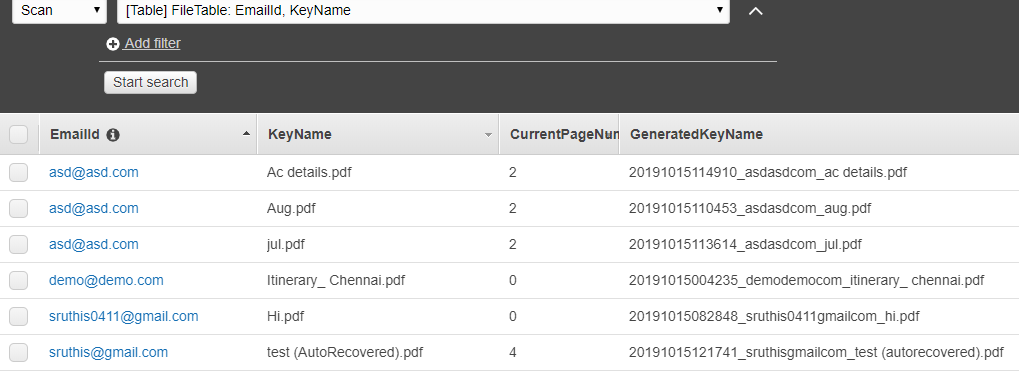 Scan [Table] FileTable: EmailId, KeyName
Add filter
Start search
EmailId KeyName CurrentPageNum GeneratedKeyName
asd@asd.com Ac details.pdf 2 20191015114910_asdasdcom_ac details.pdf
asd@asd.com Aug.pdf 2 20191015110453_asdasdcom_aug.pdf
asd@asd.com jul.pdf 2 20191015113614_asdasdcom_jul.pdf
demo@demo.com Itinerary_ Chennai.pdf 0 20191015004235_demodemocom_itinerary_ chennai.pdf
sruthis0411@gmail.com Hi.pdf 0 20191015082848_sruthis0411gmailcom_hi.pdf
sruthis@gmail.com test (AutoRecovered).pdf 4 20191015121741_sruthisgmailcom_test (autorecovered).pdf